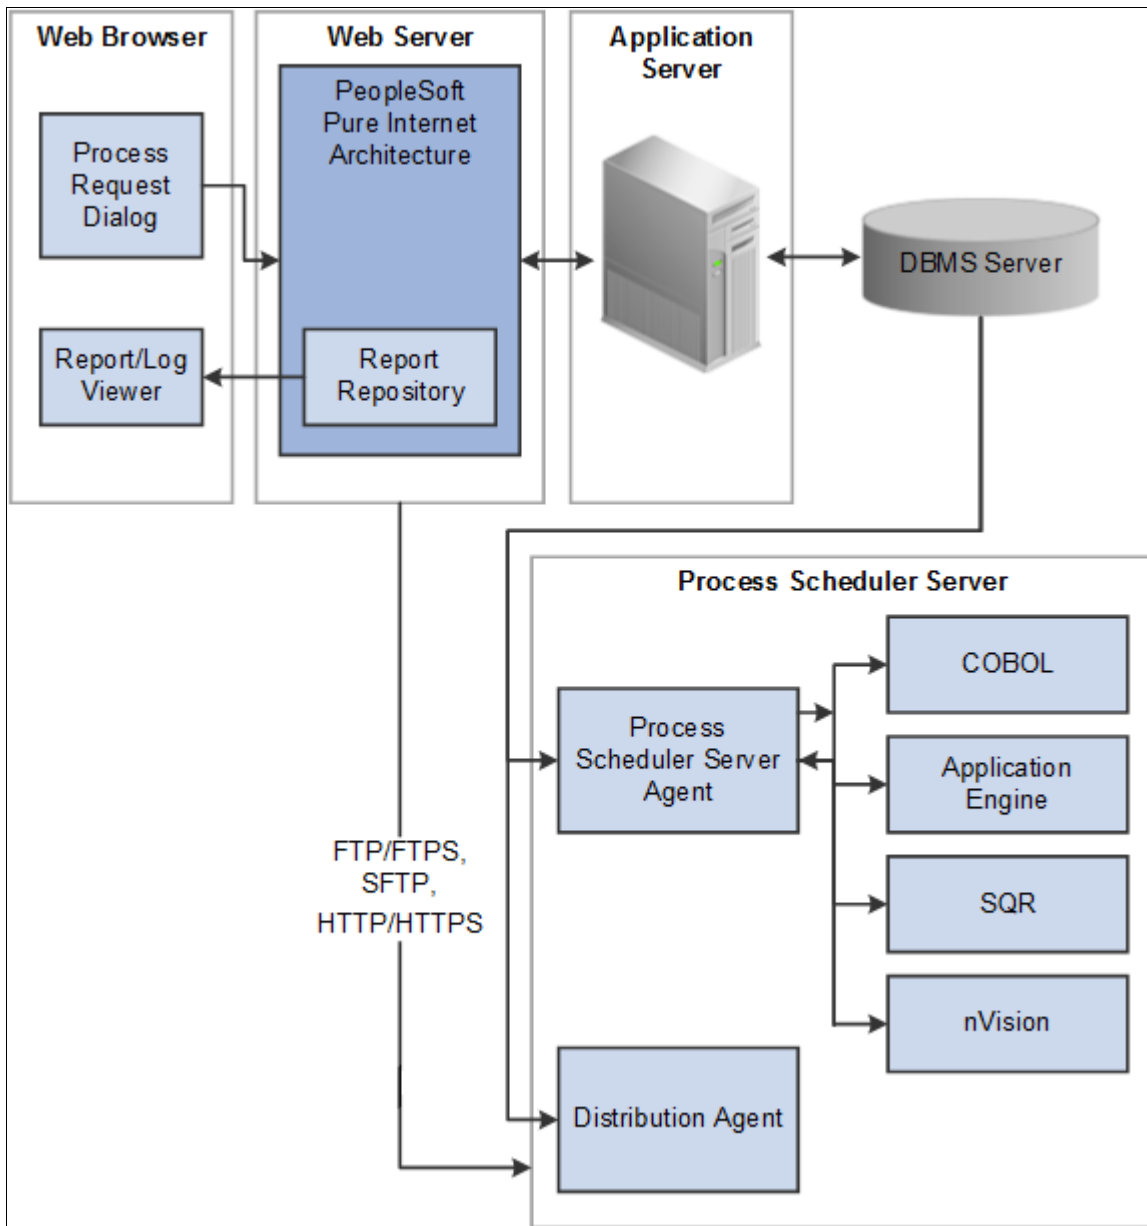 Web Browser
Web Server
Application
Server
PeopleSoft
Pure Internet
Architecture
Process
Request
Dialog
DBMS Server
Report/Log
Viewer
Report
Repository
Process Scheduler Server
COBOL
Process
Scheduler Server
Agent
Application
Engine
FTP/FTPS,
SFTP,
HTTP/HTTPS
SQR
nVision
Distribution Agent